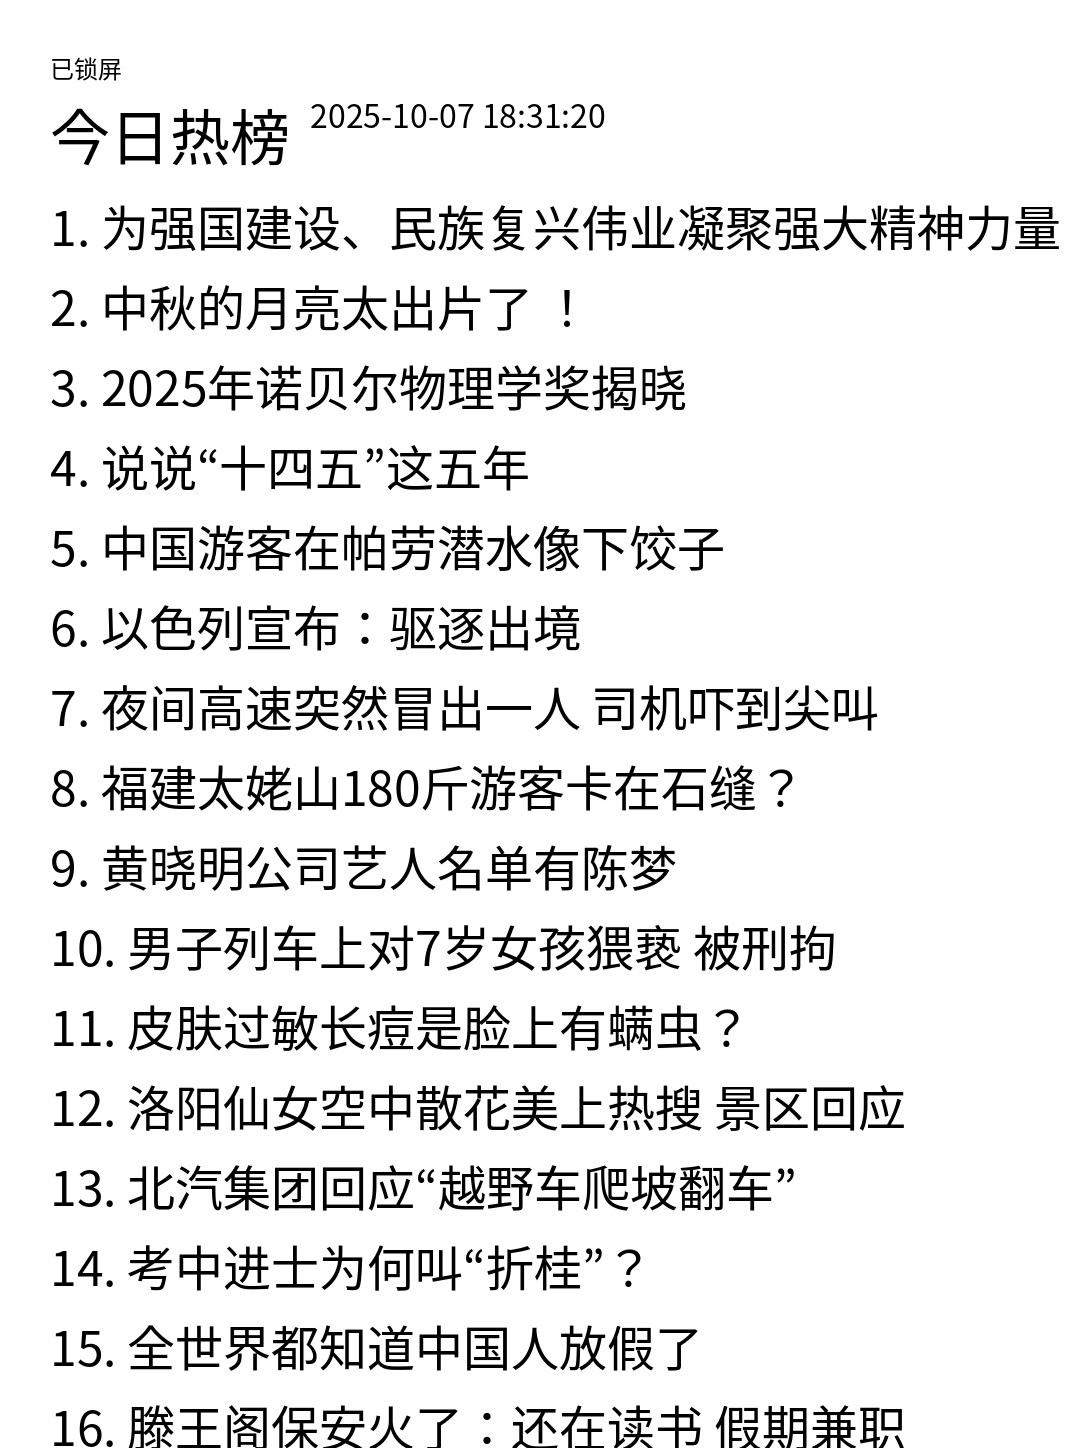 已锁屏
今日热榜 2025-10-07 18:31:20
1. 为强国建设、民族复兴伟业凝聚强大精神力量
2. 中秋的月亮太出片了 ！
3. 2025年诺贝尔物理学奖揭晓
4. 说说“十四五”这五年
5. 中国游客在帕劳潜水像下饺子
6. 以色列宣布：驱逐出境
7. 夜间高速突然冒出一人 司机吓到尖叫
8. 福建太姥山180斤游客卡在石缝？
9. 黄晓明公司艺人名单有陈梦
10. 男子列车上对7岁女孩猥亵 被刑拘
11. 皮肤过敏长痘是脸上有螨虫？
12. 洛阳仙女空中散花美上热搜 景区回应
13. 北汽集团回应“越野车爬坡翻车”
14. 考中进士为何叫“折桂”？
15. 全世界都知道中国人放假了
16. 滕王阁保安火了：还在读书 假期兼职